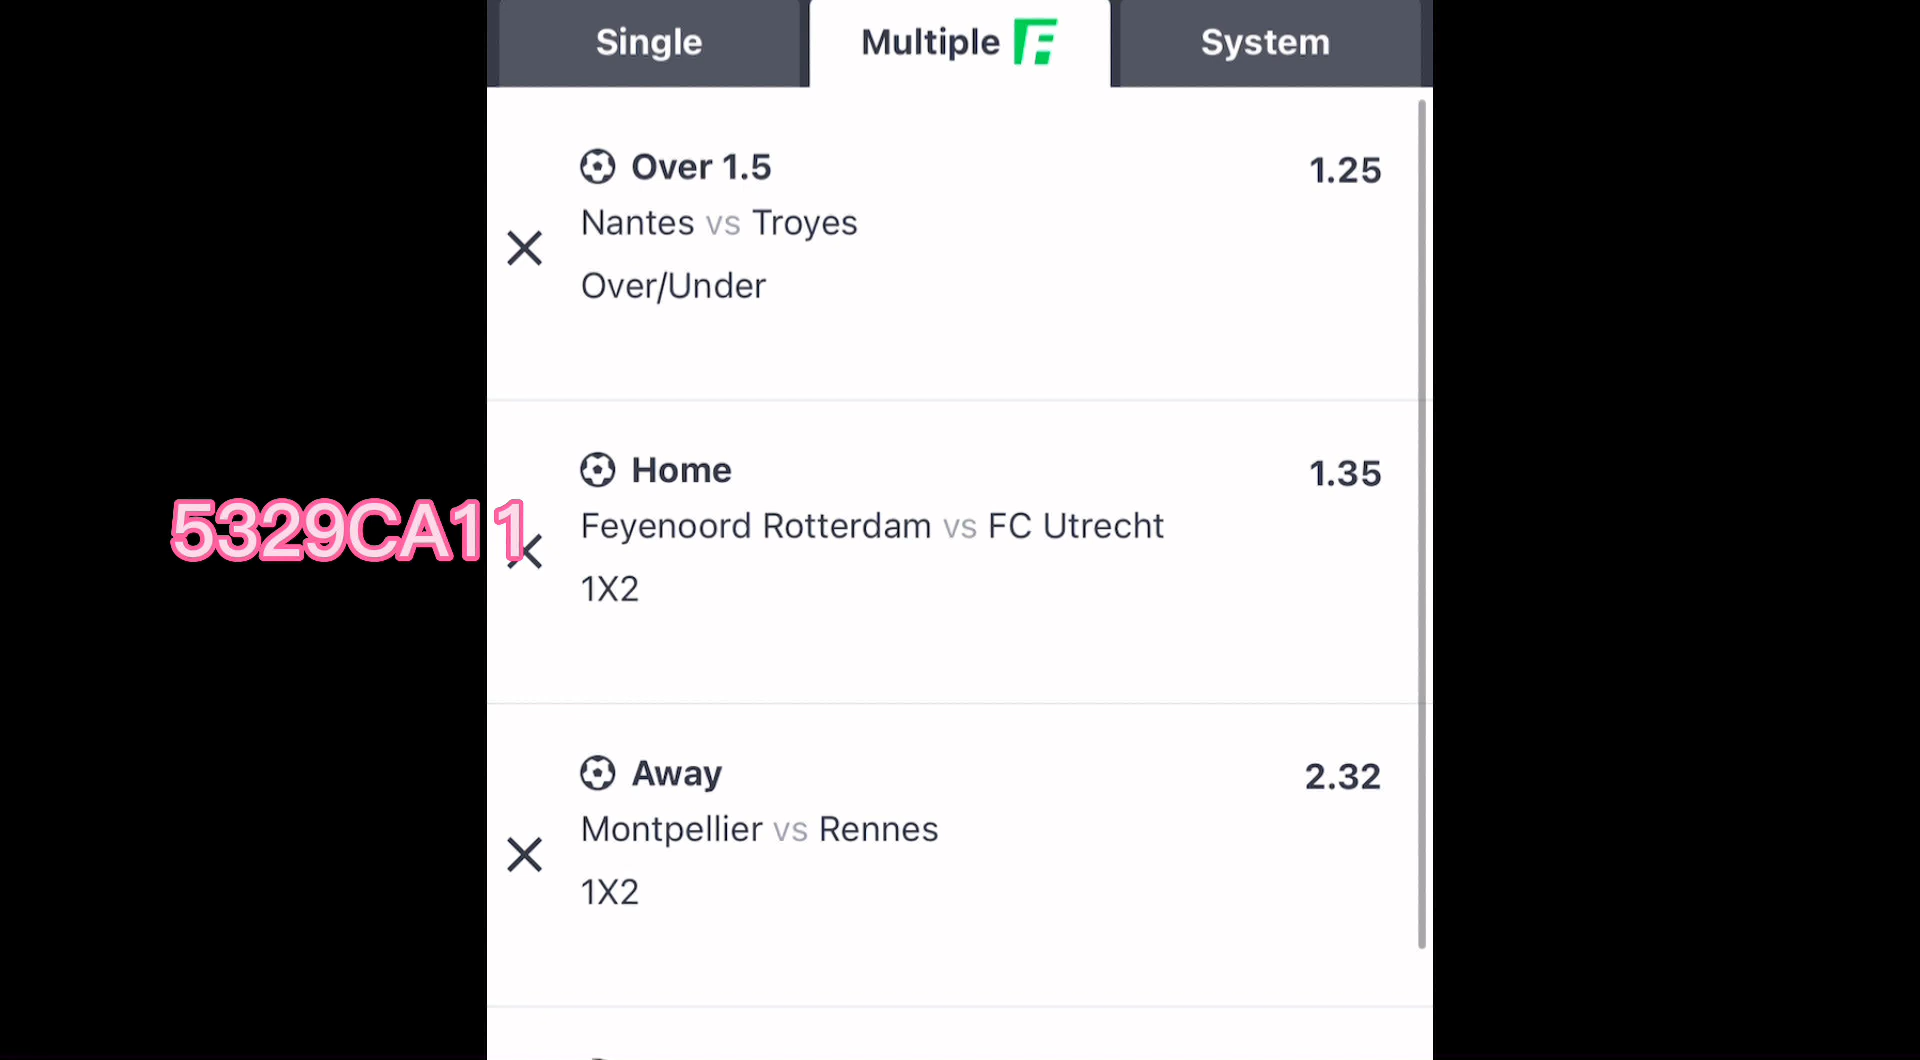 Single
Multiple
System
Over 1.5
1.25
Nantes vs Troyes
Over/Under
Home
1.35
5329CA11
Feyenoord Rotterdam vs FC Utrecht
1X2
Away
2.32
Montpellier vs Rennes
1X2